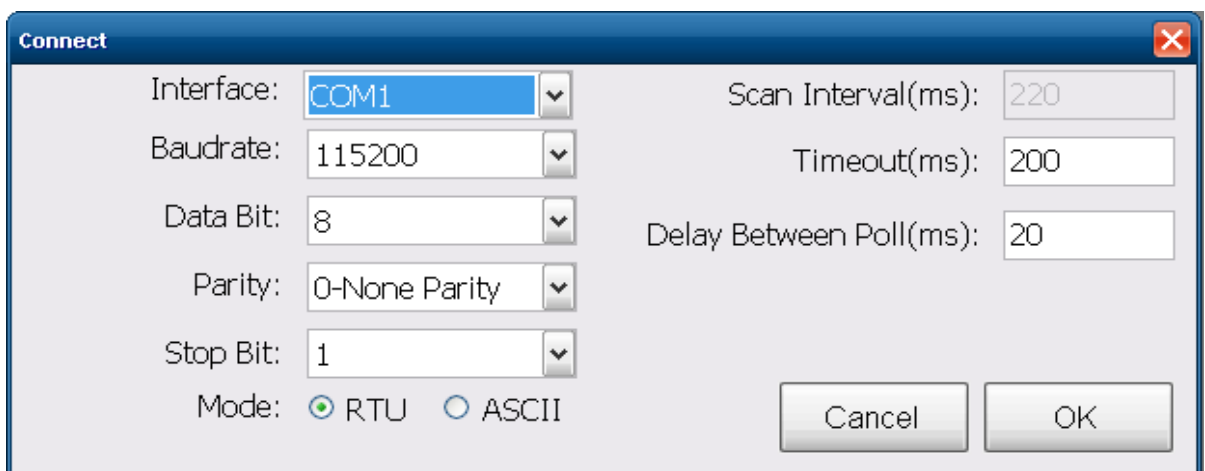 Connect
Interface: COM1
Baudrate: 115200
Data Bit: 8
Parity: 0-None Parity
Stop Bit: 1
Mode: RTU ASCII
Scan Interval(ms): 220
Timeout(ms): 200
Delay Between Poll(ms): 20
Cancel OK